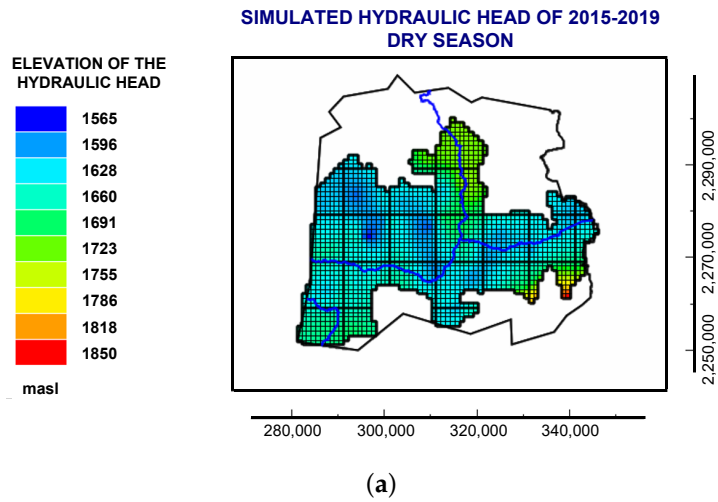 SIMULATED HYDRAULIC HEAD OF 2015-2019
DRY SEASON
ELEVATION OF THE
HYDRAULIC HEAD
1565
1596
1628
1660
1691
1723
1755
1786
1818
1850
masl
2,290,000
2,270,000
2,250,000
280,000 300,000 320,000 340,000
(a)